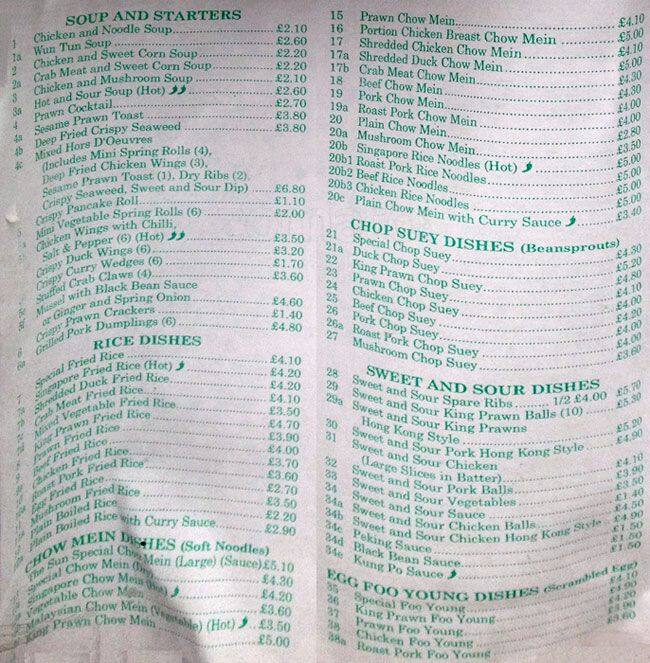 SOUP AND STARTERS
1 Chicken and Noodle Soup £2.10
1a Wun Tun Soup £2.60
2 Chicken and Sweet Corn Soup £2.20
2a Crab Meat and Sweet Corn Soup £2.20
2 Chicken and Mushroom Soup £2.10
3 Hot and Sour Soup (Hot) £2.60
3a Prawn Cocktail £2.70
4 Sesame Prawn Toast £3.80
4a Deep Fried Crispy Seaweed £3.80
4b Mixed Hors D'Oeuvres
4c (Includes Mini Spring Rolls (4),
Deep Fried Chicken Wings (3),
Sesame Prawn Toast (1), Dry Ribs (2),
Crispy Seaweed, Sweet and Sour Dip) £6.80
Crispy Pancake Roll £1.10
Mini Vegetable Spring Rolls (6) £2.00
Chicken Wings with Chilli,
Salt & Pepper (6) (Hot) £3.50
Crispy Duck Wings (6) £3.20
Crispy Curry Wedges (6) £1.70
Stuffed Crab Claws (4) £3.60
Mussel with Black Bean Sauce
or Ginger and Spring Onion £4.60
Crispy Prawn Crackers £1.40
Grilled Pork Dumplings (6) £4.80
RICE DISHES
Special Fried Rice £4.10
Singapore Fried Rice (Hot) £4.20
Shredded Duck Fried Rice £4.20
Crab Meat Fried Rice £4.10
Mixed Vegetable Fried Rice £3.50
King Prawn Fried Rice £4.70
Prawn Fried Rice £3.90
Beef Fried Rice £4.00
Chicken Fried Rice £3.70
Roast Pork Fried Rice £3.60
Egg Fried Rice £2.70
Mushroom Fried Rice £3.50
Plain Boiled Rice £2.20
Plain Boiled Rice with Curry Sauce £2.90
CHOW MEIN DISHES (Soft Noodles)
The Sun Special Chow Mein (Large) (Sauce) £5.10
Special Chow Mein £4.30
Singapore Chow Mein £4.20
Vegetable Chow Mein £3.60
Malaysian Chow Mein (Vegetable) (Hot) £3.50
King Prawn Chow Mein £5.00
15 Prawn Chow Mein £4.10
16 Portion Chicken Breast Chow Mein £5.00
17 Shredded Chicken Chow Mein £4.30
17a Shredded Duck Chow Mein £5.00
17b Crab Meat Chow Mein £4.30
18 Beef Chow Mein £4.30
19 Pork Chow Mein £4.00
19a Roast Pork Chow Mein £4.00
20 Plain Chow Mein £2.80
20a Mushroom Chow Mein £3.50
20b Singapore Rice Noodles (Hot) £5.00
20b1 Roast Pork Rice Noodles £5.00
20b2 Beef Rice Noodles £5.00
20b3 Chicken Rice Noodles £5.00
20c Plain Chow Mein with Curry Sauce £3.40
CHOP SUEY DISHES (Beansprouts)
21 Special Chop Suey £4.30
21a Duck Chop Suey £5.20
22 King Prawn Chop Suey £4.80
23 Prawn Chop Suey £4.10
24 Chicken Chop Suey £4.00
25 Beef Chop Suey £4.20
26 Pork Chop Suey £4.00
26a Roast Pork Chop Suey £4.00
27 Mushroom Chop Suey £3.60
SWEET AND SOUR DISHES
28 Sweet and Sour Spare Ribs 1/2 £4.00 £5.70
29 Sweet and Sour King Prawn Balls (10) £5.30
29a Sweet and Sour King Prawns
Hong Kong Style £5.20
30 Sweet and Sour Pork Hong Kong Style £4.90
31 Sweet and Sour Chicken
(Large Slices in Batter) £4.10
32 Sweet and Sour Pork Balls £3.90
33 Sweet and Sour Vegetables £3.50
34 Sweet and Sour Sauce £1.40
34a Sweet and Sour Chicken Balls £4.50
34b Sweet and Sour Chicken Hong Kong Style £4.90
34c Peking Sauce £1.50
34d Black Bean Sauce £1.50
34e Kung Po Sauce £1.50
EGG FOO YOUNG DISHES (Scrambled Egg)
35 Special Foo Young £4.10
36 King Prawn Foo Young £4.90
37 Prawn Foo Young £3.90
38 Chicken Foo Young
38a Roast Pork Foo Young £3.60